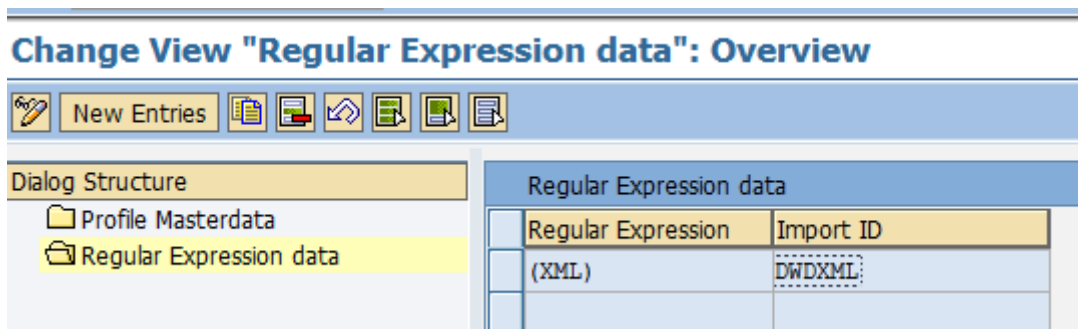 Change View "Regular Expression data": Overview
New Entries
Dialog Structure
Profile Masterdata
Regular Expression data
Regular Expression data
Regular Expression Import ID
(XML) DWDXML